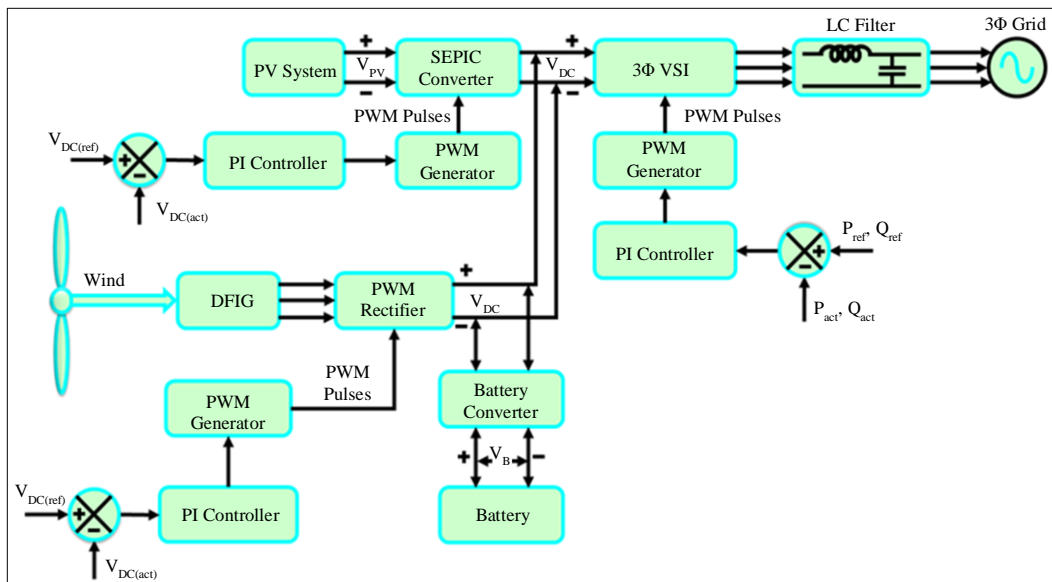 LC Filter
3Φ Grid
PV System
+
V_PV
−
SEPIC
Converter
+
V_DC
−
3Φ VSI
PWM Pulses
PWM Pulses
V_DC(ref)
+
−
PI Controller
PWM
Generator
PWM
Generator
V_DC(act)
PI Controller
P_ref, Q_ref
+
−
P_act, Q_act
Wind
DFIG
PWM
Rectifier
+
V_DC
−
PWM
Pulses
PWM
Generator
Battery
Converter
+
V_B
−
V_DC(ref)
+
−
PI Controller
Battery
V_DC(act)